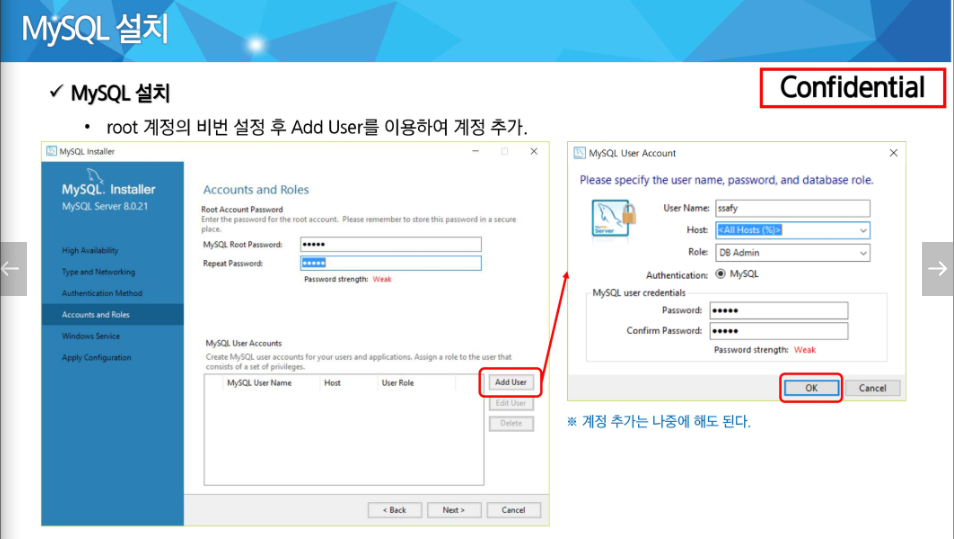 MySQL 설치
Confidential
✓ MySQL 설치
• root 계정의 비번 설정 후 Add User를 이용하여 계정 추가.
MySQL Installer
MySQL. Installer
MySQL Server 8.0.21
High Availability
Type and Networking
Authentication Method
Accounts and Roles
Windows Service
Apply Configuration
Accounts and Roles
Root Account Password
Enter the password for the root account. Please remember to store this password in a secure
place.
MySQL Root Password: •••••
Repeat Password: •••••
Password strength: Weak
MySQL User Accounts
Create MySQL user accounts for your users and applications. Assign a role to the user that
consists of a set of privileges.
MySQL User Name Host User Role
Add User
Edit User
Delete
< Back Next > Cancel
MySQL User Account
Please specify the user name, password, and database role.
MySQL
Server
User Name: ssafy
Host: <All Hosts (%)>
Role: DB Admin
Authentication: MySQL
MySQL user credentials
Password: •••••
Confirm Password: •••••
Password strength: Weak
OK Cancel
※ 계정 추가는 나중에 해도 된다.